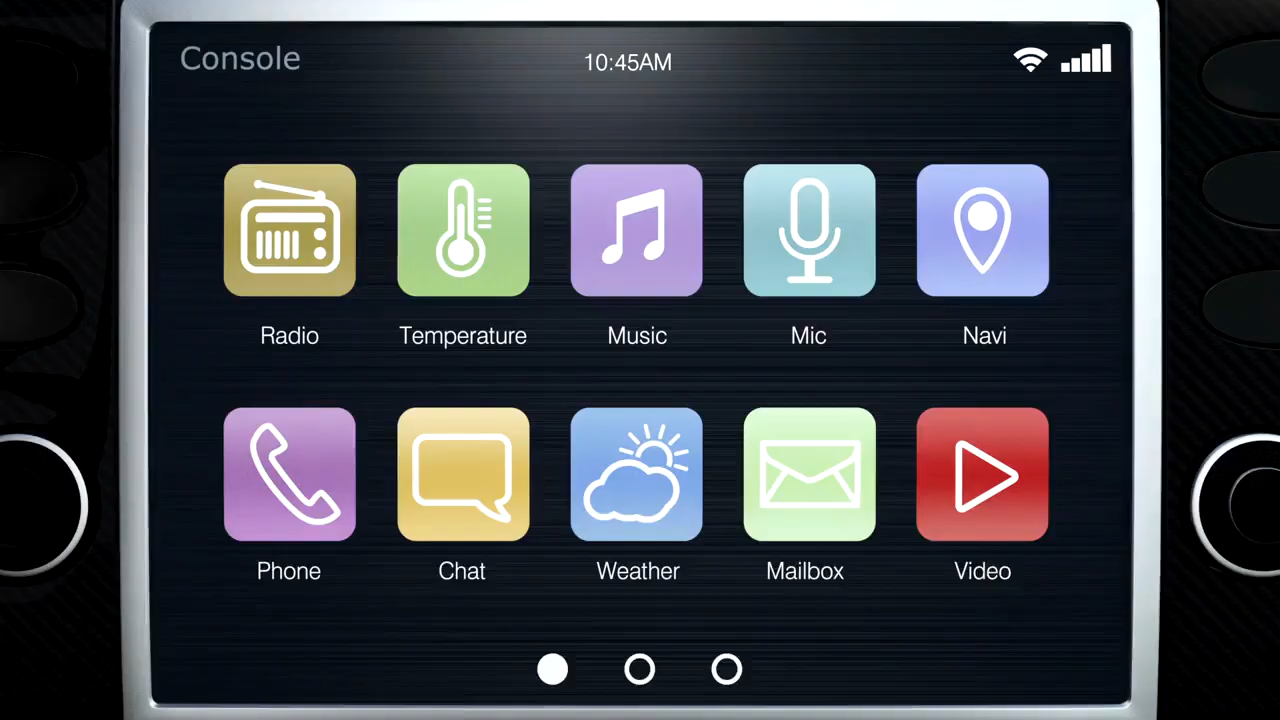 Console
10:45AM
Radio
Temperature
Music
Mic
Navi
Phone
Chat
Weather
Mailbox
Video